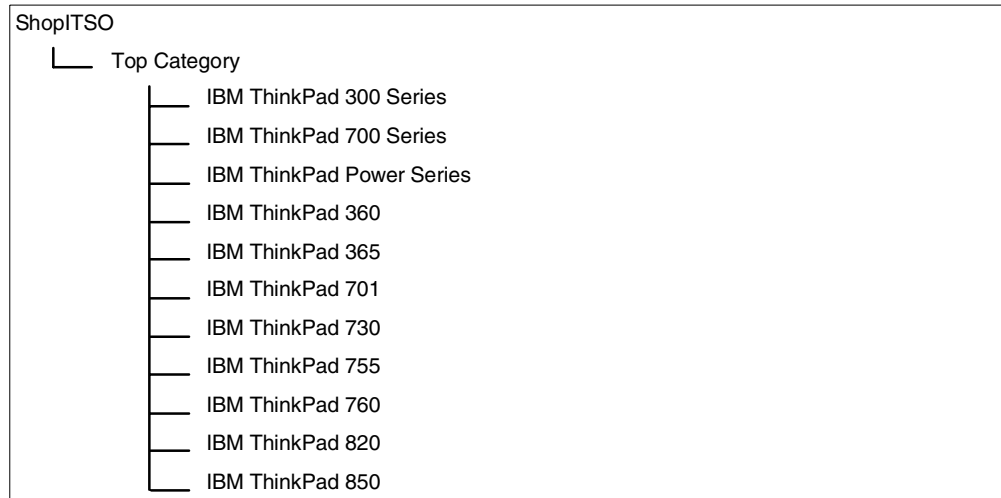 ShopITSO
Top Category
IBM ThinkPad 300 Series
IBM ThinkPad 700 Series
IBM ThinkPad Power Series
IBM ThinkPad 360
IBM ThinkPad 365
IBM ThinkPad 701
IBM ThinkPad 730
IBM ThinkPad 755
IBM ThinkPad 760
IBM ThinkPad 820
IBM ThinkPad 850